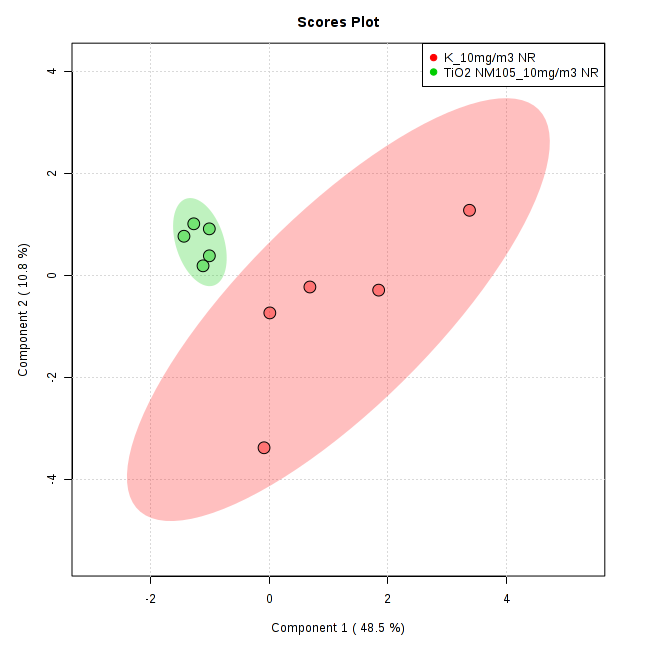 Scores Plot
K_10mg/m3 NR
TiO2 NM105_10mg/m3 NR
4
2
0
-2
-4
Component 2 ( 10.8 %)
-2
0
2
4
Component 1 ( 48.5 %)